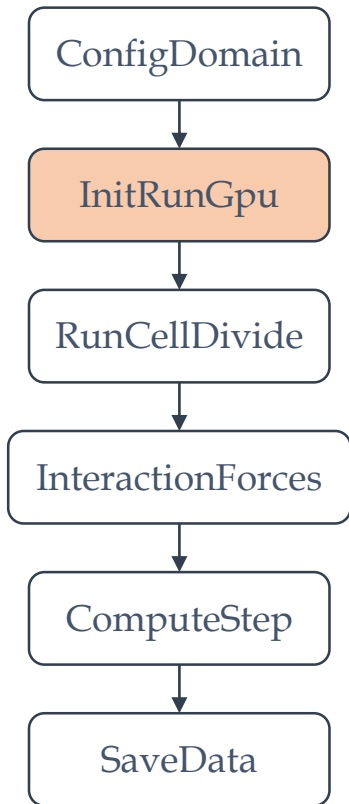 ConfigDomain
InitRunGpu
RunCellDivide
InteractionForces
ComputeStep
SaveData